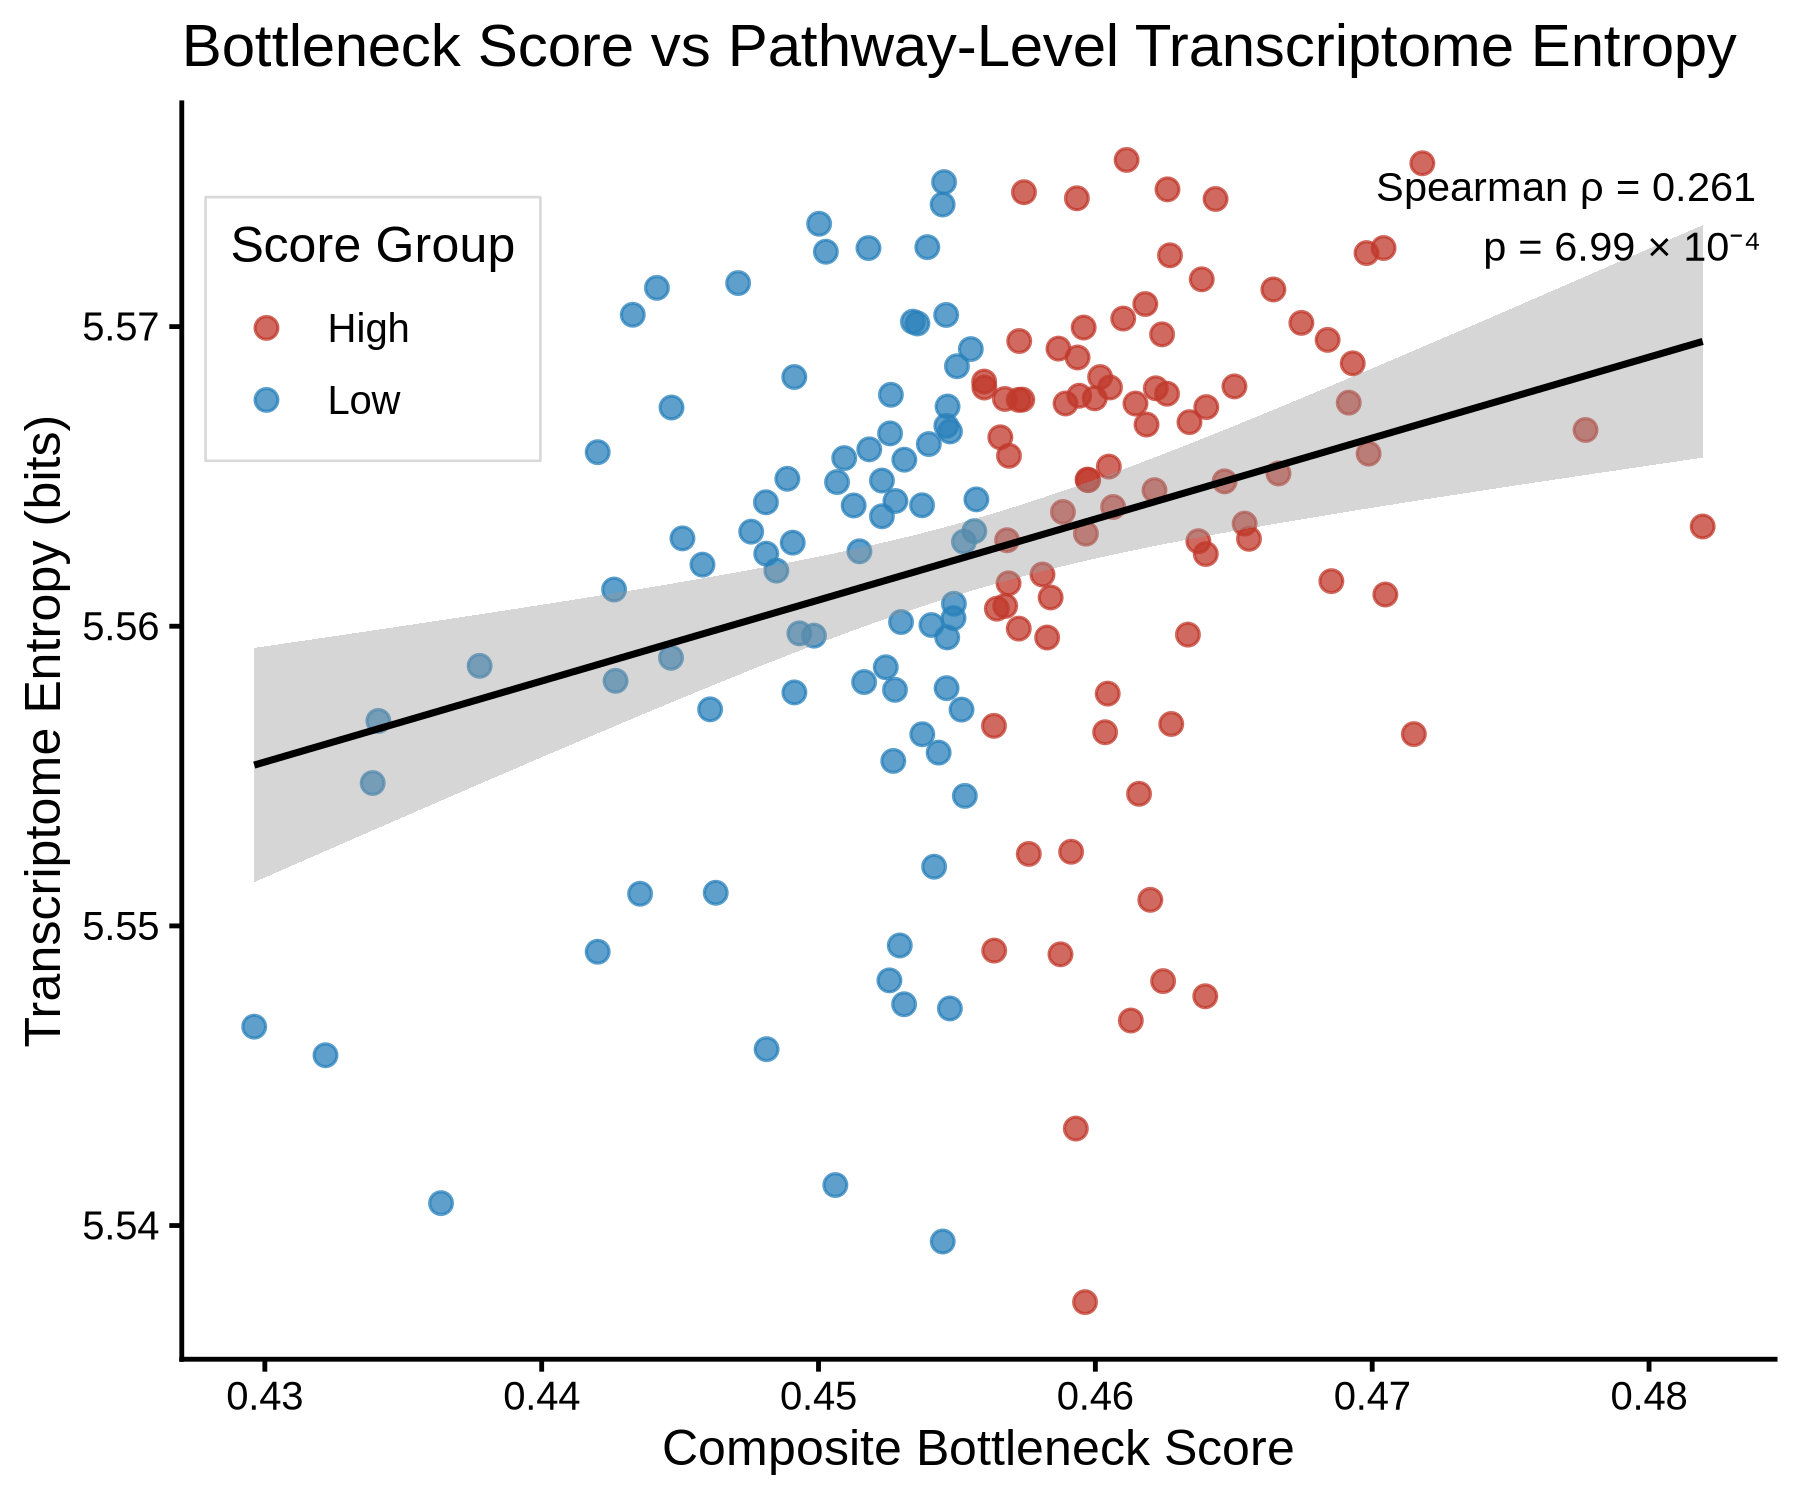 Bottleneck Score vs Pathway-Level Transcriptome Entropy
Spearman ρ = 0.261
p = 6.99 × 10⁻⁴
Score Group
High
Low
Transcriptome Entropy (bits)
5.57
5.56
5.55
5.54
0.43 0.44 0.45 0.46 0.47 0.48
Composite Bottleneck Score